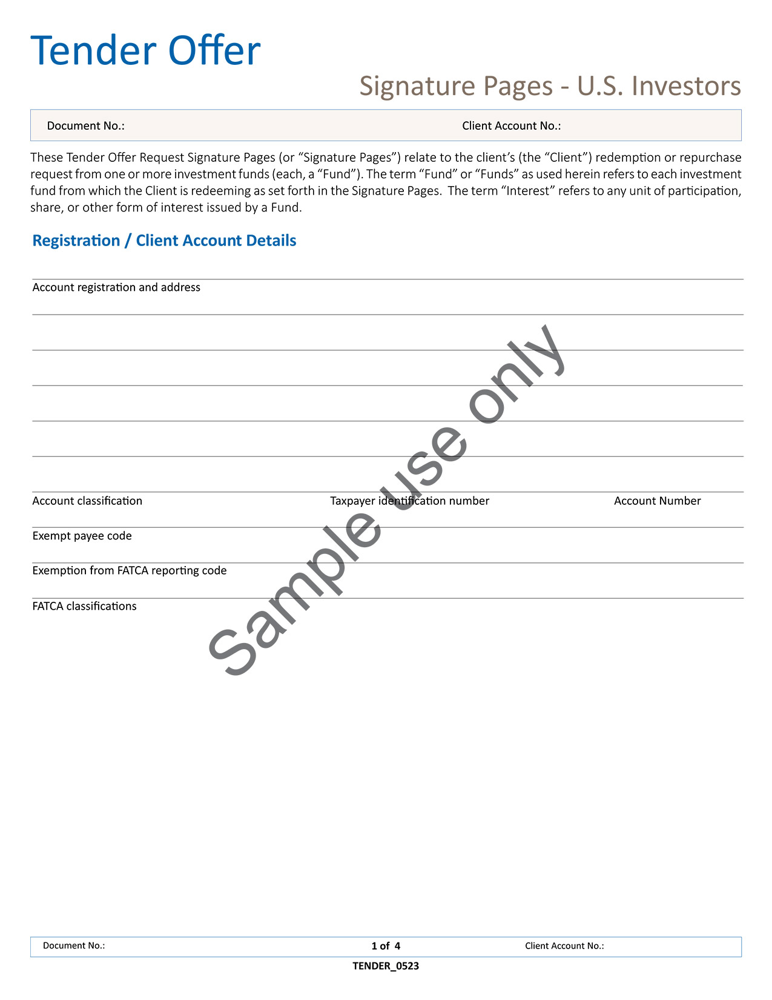 Tender Offer
Signature Pages - U.S. Investors
Document No.: Client Account No.:
These Tender Offer Request Signature Pages (or “Signature Pages”) relate to the client’s (the “Client”) redemption or repurchase
request from one or more investment funds (each, a “Fund”). The term “Fund” or “Funds” as used herein refers to each investment
fund from which the Client is redeeming as set forth in the Signature Pages.  The term “Interest” refers to any unit of participation,
share, or other form of interest issued by a Fund.
Registration / Client Account Details
Account registration and address
Account classification Taxpayer identification number Account Number
Exempt payee code
Exemption from FATCA reporting code
FATCA classifications
Sample use only
Document No.: 1 of  4 Client Account No.:
TENDER_0523